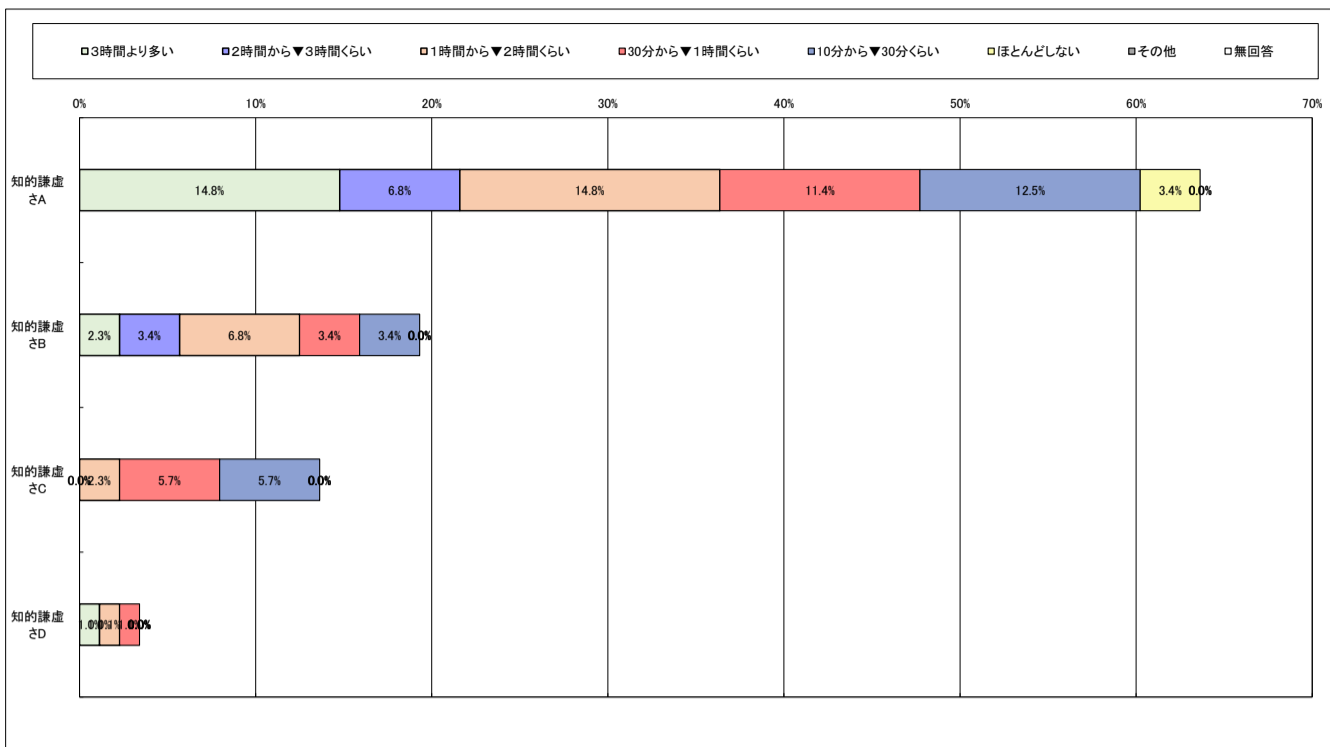 ３時間より多い ２時間から▼３時間くらい １時間から▼２時間くらい 30分から▼１時間くらい 10分から▼30分くらい ほとんどしない その他 無回答
0% 10% 20% 30% 40% 50% 60% 70%
知的謙虚
さA
14.8% 6.8% 14.8% 11.4% 12.5% 3.4% 0.0%
知的謙虚
さB
2.3% 3.4% 6.8% 3.4% 3.4% 0.0%
知的謙虚
さC
0.0% 2.3% 5.7% 5.7% 0.0%
知的謙虚
さD
0.0%